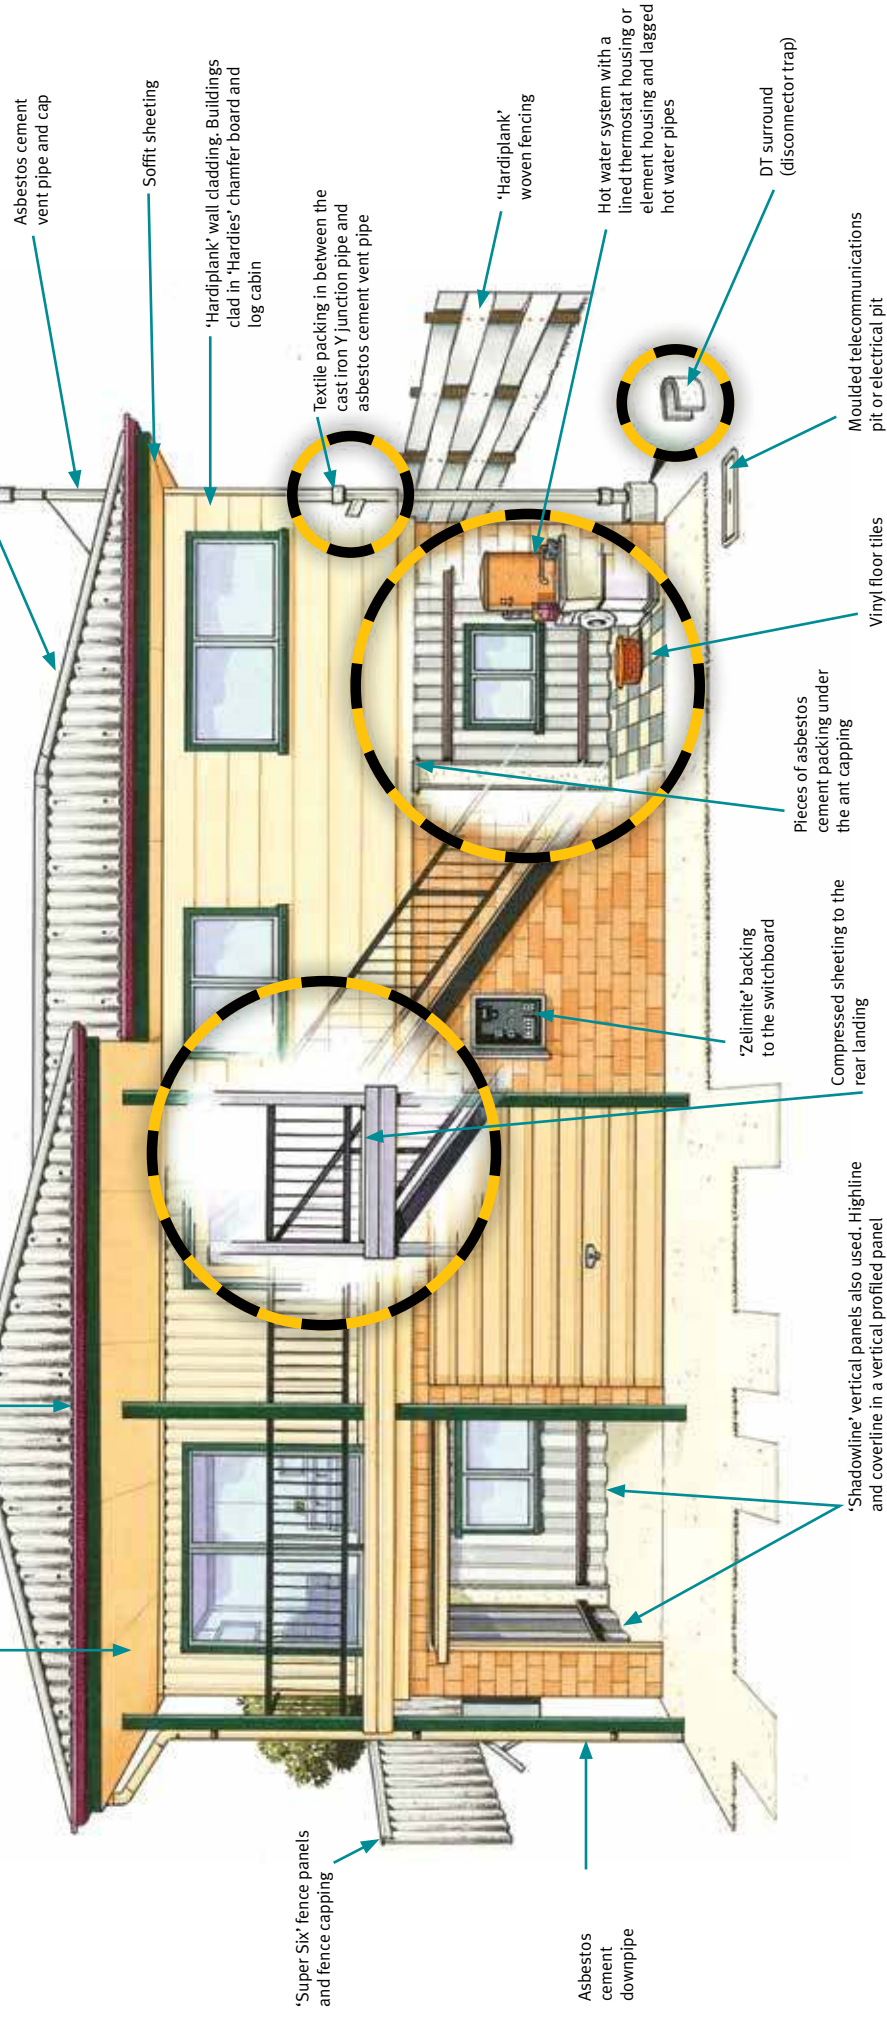 Asbestos cement
vent pipe and cap
Soffit sheeting
‘Hardiplank’ wall cladding. Buildings
clad in ‘Hardies’ chamfer board and
log cabin
Textile packing in between the
cast iron Y junction pipe and
asbestos cement vent pipe
‘Hardiplank’
woven fencing
Hot water system with a
lined thermostat housing or
element housing and lagged
hot water pipes
DT surround
(disconnector trap)
Moulded telecommunications
pit or electrical pit
Vinyl floor tiles
Pieces of asbestos
cement packing under
the ant capping
‘Zelimite’ backing
to the switchboard
Compressed sheeting to the
rear landing
‘Shadowline’ vertical panels also used. Highline
and coverline in a vertical profiled panel
‘Super Six’ fence panels
and fence capping
Asbestos
cement
downpipe